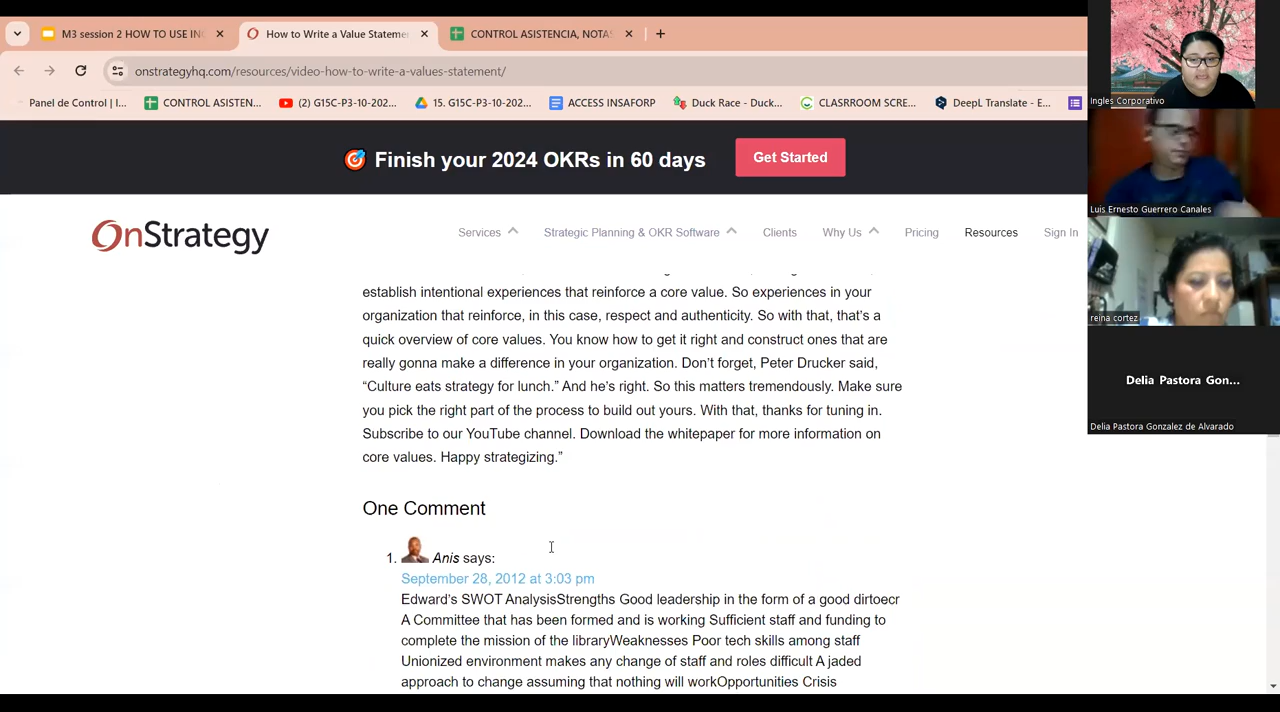 M3 session 2 HOW TO USE IN
How to Write a Value Stateme
CONTROL ASISTENCIA, NOTAS
onstrategyhq.com/resources/video-how-to-write-a-values-statement/
Panel de Control | I...
CONTROL ASISTEN...
(2) G15C-P3-10-202...
15. G15C-P3-10-202...
ACCESS INSAFORP
Duck Race - Duck...
CLASRROOM SCRE...
DeepL Translate - E...
Finish your 2024 OKRs in 60 days
Get Started
OnStrategy
Services
Strategic Planning & OKR Software
Clients
Why Us
Pricing
Resources
Sign In
establish intentional experiences that reinforce a core value. So experiences in your
organization that reinforce, in this case, respect and authenticity. So with that, that's a
quick overview of core values. You know how to get it right and construct ones that are
really gonna make a difference in your organization. Don't forget, Peter Drucker said,
“Culture eats strategy for lunch.” And he's right. So this matters tremendously. Make sure
you pick the right part of the process to build out yours. With that, thanks for tuning in.
Subscribe to our YouTube channel. Download the whitepaper for more information on
core values. Happy strategizing.”
One Comment
1. Anis says:
September 28, 2012 at 3:03 pm
Edward's SWOT AnalysisStrengths Good leadership in the form of a good dirtoecr
A Committee that has been formed and is working Sufficient staff and funding to
complete the mission of the libraryWeaknesses Poor tech skills among staff
Unionized environment makes any change of staff and roles difficult A jaded
approach to change assuming that nothing will workOpportunities Crisis
Ingles Corporativo
Luis Ernesto Guerrero Canales
reina cortez
Delia Pastora Gon...
Delia Pastora Gonzalez de Alvarado